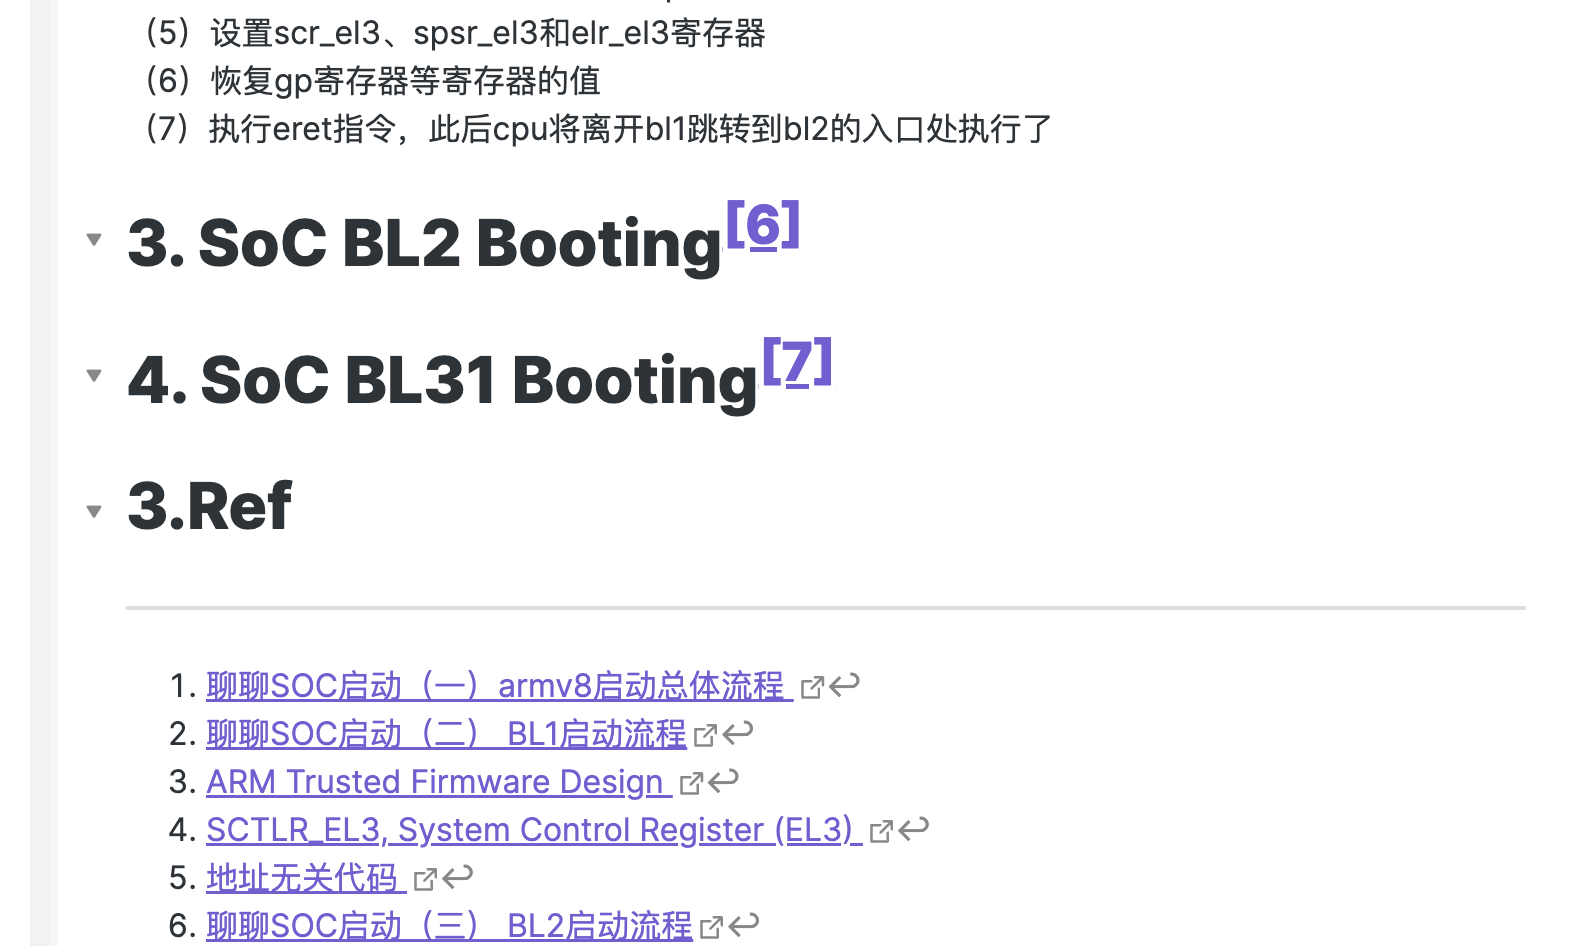 （5）设置scr_el3、spsr_el3和elr_el3寄存器
（6）恢复gp寄存器等寄存器的值
（7）执行eret指令，此后cpu将离开bl1跳转到bl2的入口处执行了
3. SoC BL2 Booting[6]
4. SoC BL31 Booting[7]
3.Ref
1. 聊聊SOC启动（一）armv8启动总体流程
2. 聊聊SOC启动（二） BL1启动流程
3. ARM Trusted Firmware Design
4. SCTLR_EL3, System Control Register (EL3)
5. 地址无关代码
6. 聊聊SOC启动（三） BL2启动流程